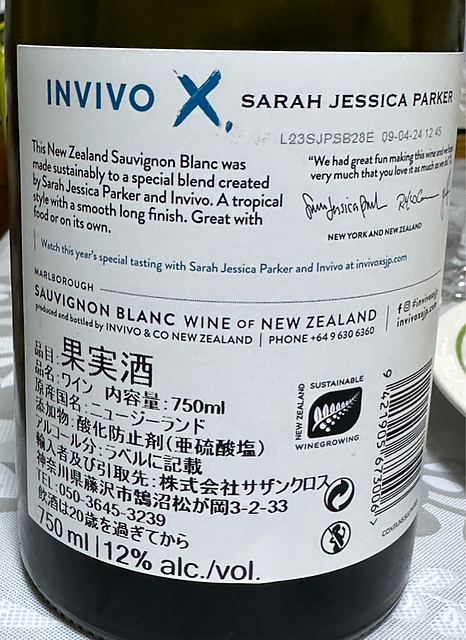 INVIVO X, SARAH JESSICA PARKER
L23SJPSB28E 09-04-24 12:45
This New Zealand Sauvignon Blanc was
made sustainably to a special blend created
by Sarah Jessica Parker and Invivo. A tropical
style with a smooth long finish. Great with
food or on its own.
"We had great fun making this wine and we hope
very much that you love it as much as we do."
NEW YORK AND NEW ZEALAND
Watch this year's special tasting with Sarah Jessica Parker and Invivo at invivoxsjp.com
MARLBOROUGH
SAUVIGNON BLANC WINE OF NEW ZEALAND
produced and bottled by INVIVO & CO NEW ZEALAND | PHONE +64 9 630 6360
@invivoxsjp
invivoxsjp.com
品目:果実酒
品名:ワイン 内容量:750ml
原産国名:ニュージーランド
添加物:酸化防止剤(亜硫酸塩)
アルコール分:ラベルに記載
輸入者及び引取先:株式会社サザンクロス
神奈川県藤沢市鵠沼松が岡3-2-33
TEL:050-3645-3239
飲酒は20歳を過ぎてから
750 ml | 12% alc./vol.
SUSTAINABLE
NEW ZEALAND
WINEGROWING
9 421905 673006 >